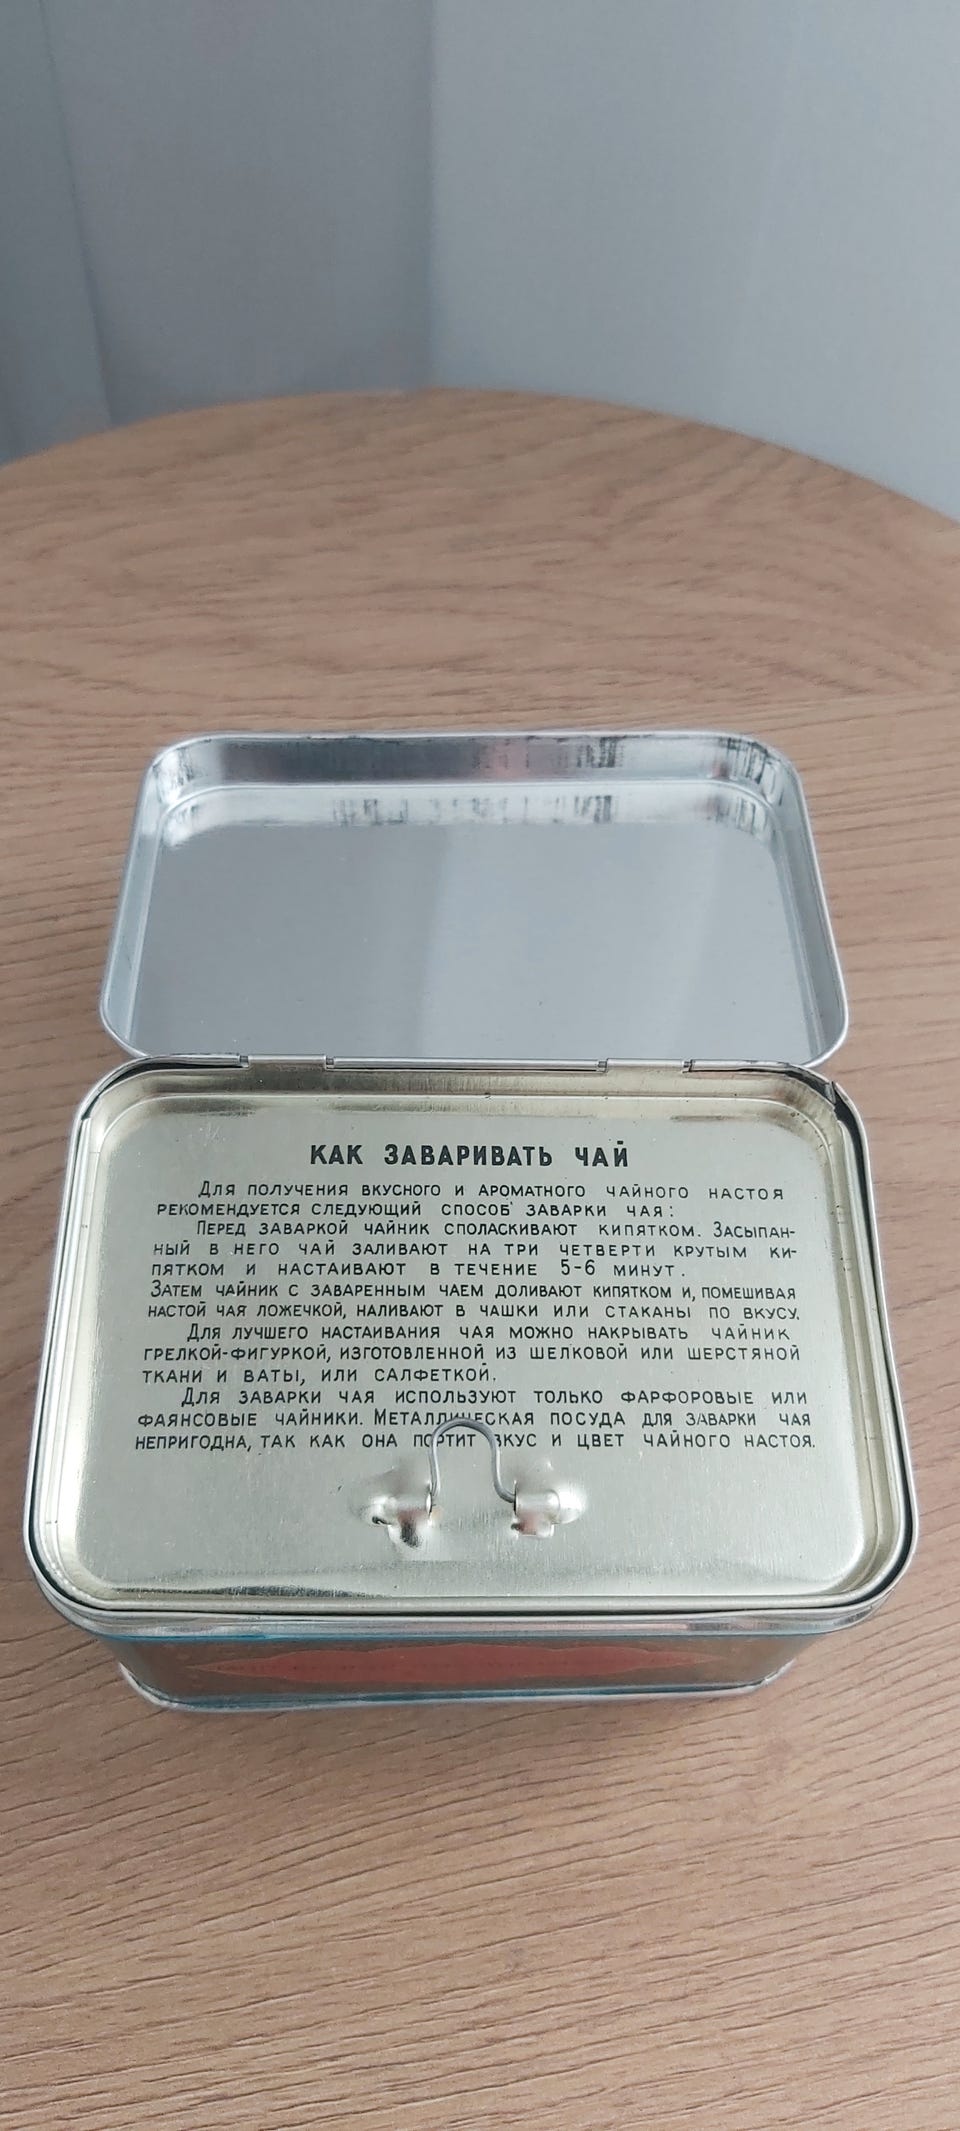 КАК ЗАВАРИВАТЬ ЧАЙ
Для получения вкусного и ароматного чайного настоя
рекомендуется следующий способ заварки чая:
Перед заваркой чайник споласкивают кипятком. Засыпан-
ный в него чай заливают на три четверти крутым ки-
пятком и настаивают в течение 5-6 минут.
Затем чайник с заваренным чаем доливают кипятком и, помешивая
настой чая ложечкой, наливают в чашки или стаканы по вкусу.
Для лучшего настаивания чая можно накрывать чайник
грелкой-фигуркой, изготовленной из шелковой или шерстяной
ткани и ваты, или салфеткой.
Для заварки чая используют только фарфоровые или
фаянсовые чайники. Металлическая посуда для заварки чая
непригодна, так как она портит вкус и цвет чайного настоя.